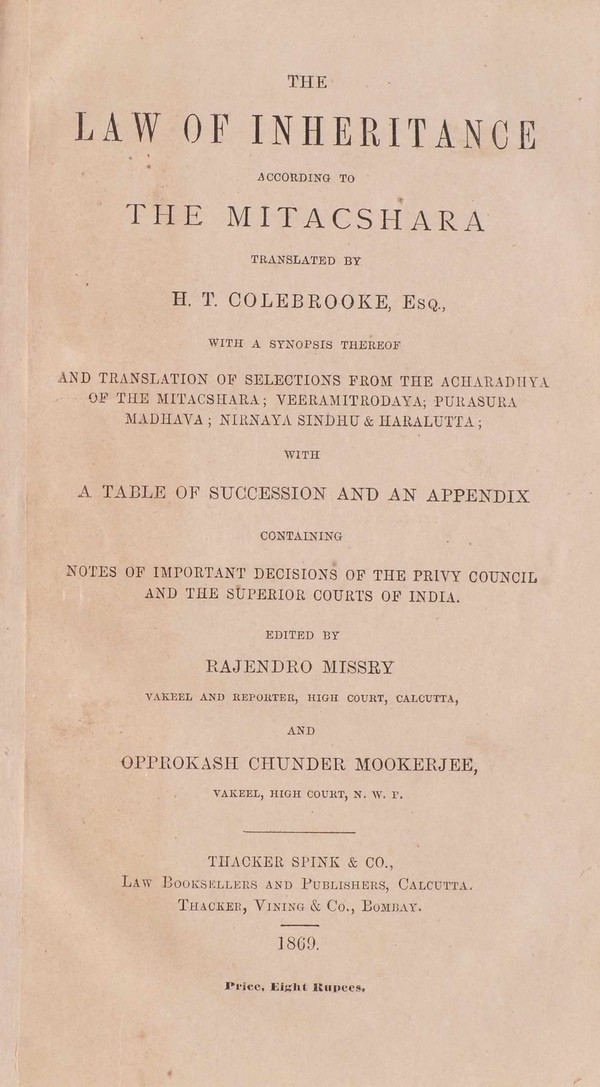 THE
LAW OF INHERITANCE
ACCORDING TO
THE MITACSHARA
TRANSLATED BY
H. T. COLEBROOKE, ESQ.,
WITH A SYNOPSIS THEREOF
AND TRANSLATION OF SELECTIONS FROM THE ACHARADHYA
OF THE MITACSHARA; VEERAMITRODAYA; PURASURA
MADHAVA; NIRNAYA SINDHU & HARALUTTA;
WITH
A TABLE OF SUCCESSION AND AN APPENDIX
CONTAINING
NOTES OF IMPORTANT DECISIONS OF THE PRIVY COUNCIL
AND THE SUPERIOR COURTS OF INDIA.
EDITED BY
RAJENDRO MISSRY
VAKEEL AND REPORTER, HIGH COURT, CALCUTTA,
AND
OPPROKASH CHUNDER MOOKERJEE,
VAKEEL, HIGH COURT, N. W. P.
THACKER SPINK & CO.,
LAW BOOKSELLERS AND PUBLISHERS, CALCUTTA.
THACKER, VINING & CO., BOMBAY.
1869.
Price, Eight Rupees.